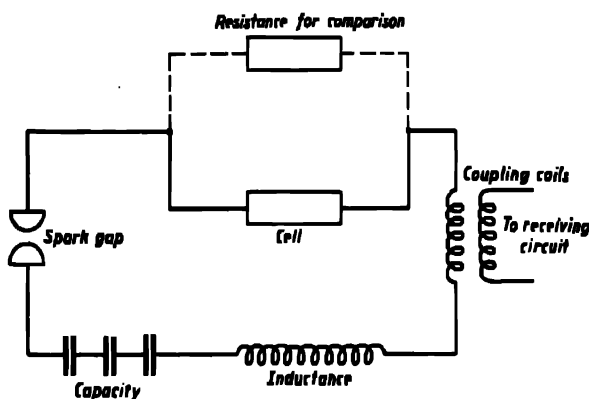 Resistance for comparison
Coupling coils
Spark gap
Cell
To receiving
circuit
Capacity
Inductance